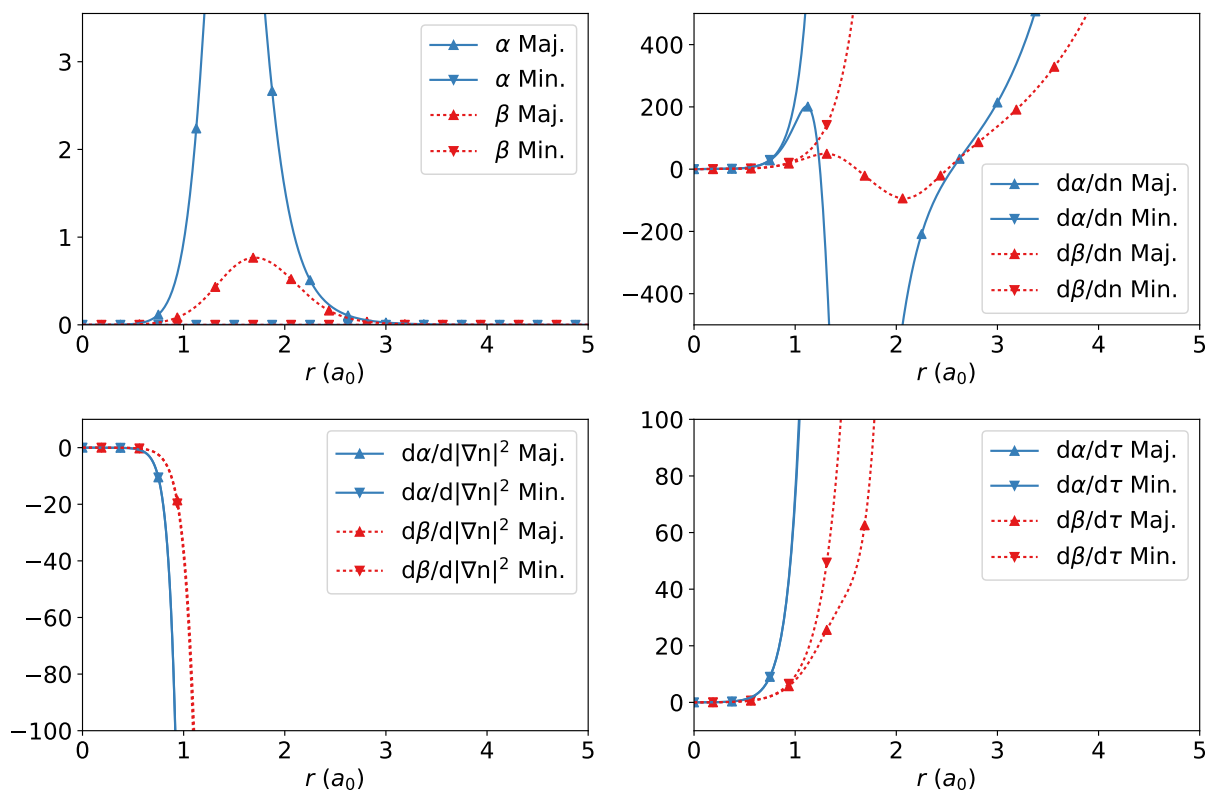 3
2
1
0
0 1 2 3 4 5
r (a₀)
α Maj.
α Min.
β Maj.
β Min.
400
200
0
−200
−400
0 1 2 3 4 5
r (a₀)
dα/dn Maj.
dα/dn Min.
dβ/dn Maj.
dβ/dn Min.
0
−20
−40
−60
−80
−100
0 1 2 3 4 5
r (a₀)
dα/d|∇n|² Maj.
dα/d|∇n|² Min.
dβ/d|∇n|² Maj.
dβ/d|∇n|² Min.
100
80
60
40
20
0
0 1 2 3 4 5
r (a₀)
dα/dτ Maj.
dα/dτ Min.
dβ/dτ Maj.
dβ/dτ Min.